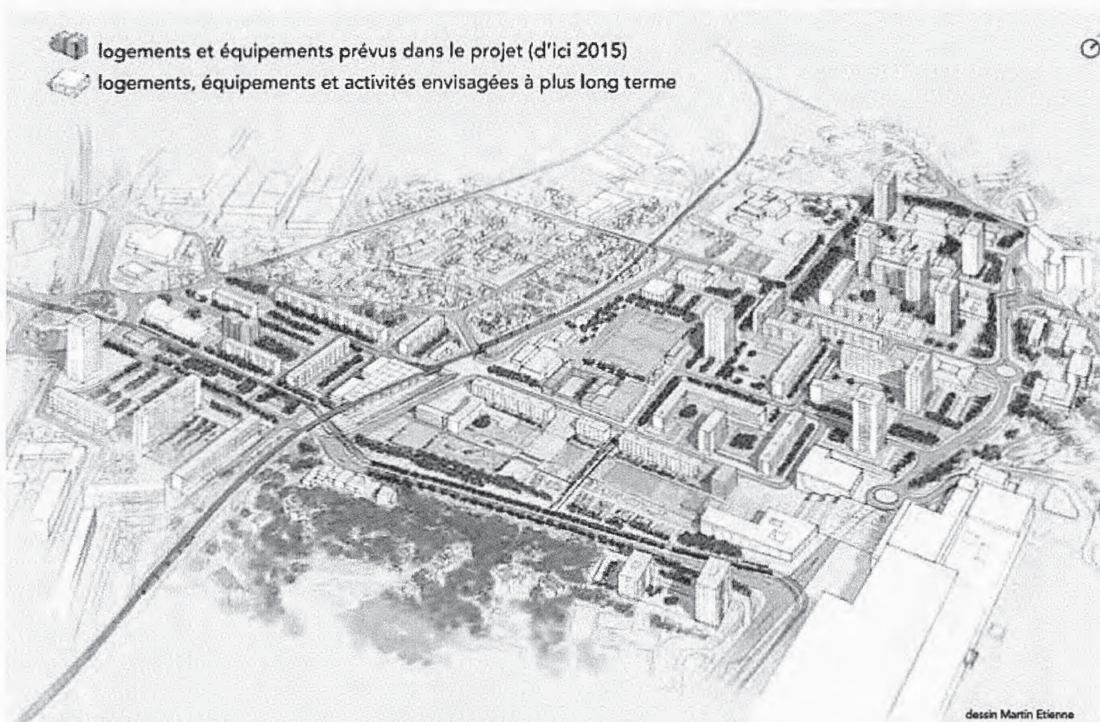 logements et équipements prévus dans le projet (d'ici 2015)
logements, équipements et activités envisagées à plus long terme
dessin Martin Etienne